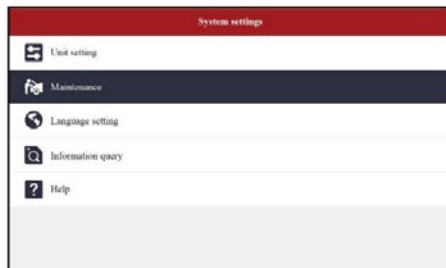 System settings
Unit setting
Maintenance
Language setting
Information query
Help